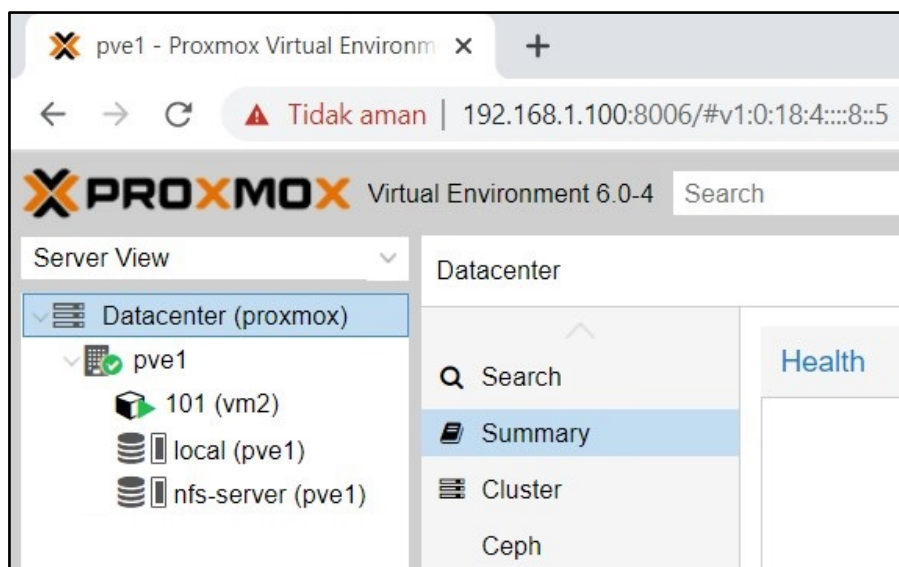 pve1 - Proxmox Virtual Environm
Tidak aman | 192.168.1.100:8006/#v1:0:18:4::::8::5
PROXMOX Virtual Environment 6.0-4 Search
Server View
Datacenter (proxmox)
pve1
101 (vm2)
local (pve1)
nfs-server (pve1)
Datacenter
Search
Summary
Cluster
Ceph
Health